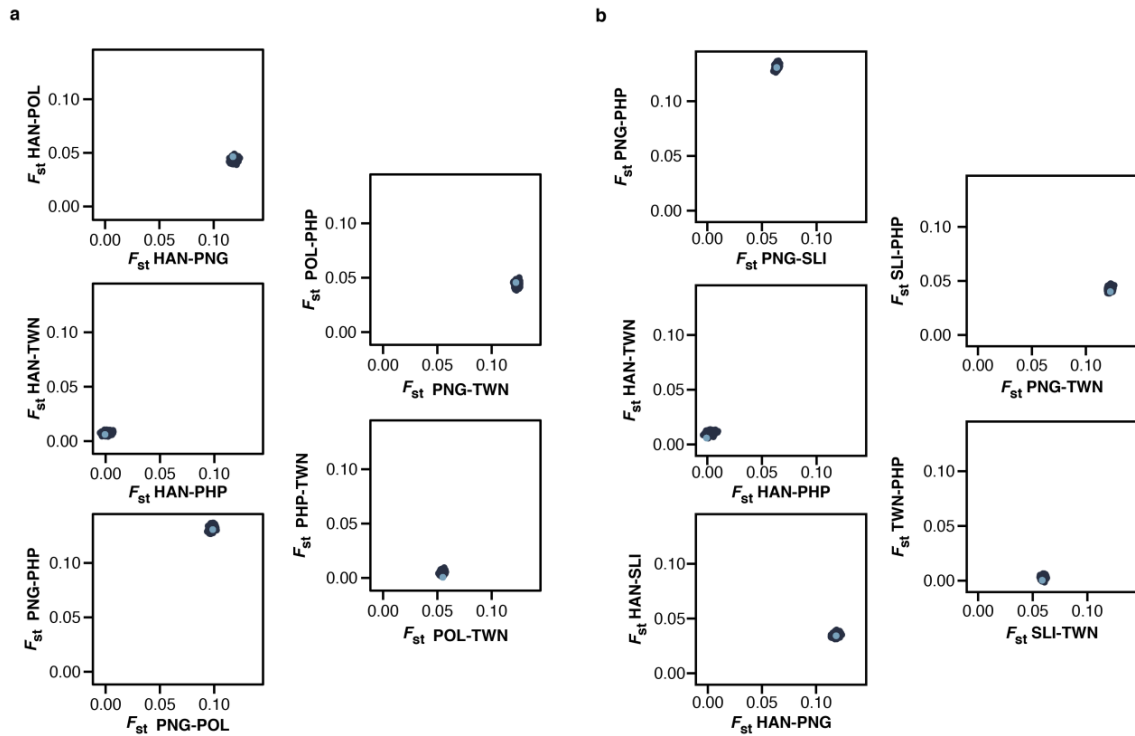 a
0.10
0.05
0.00
Fst HAN-POL
0.00 0.05 0.10
Fst HAN-PNG
0.10
0.05
0.00
Fst HAN-TWN
0.00 0.05 0.10
Fst HAN-PHP
0.10
0.05
0.00
Fst PNG-PHP
0.00 0.05 0.10
Fst PNG-POL
0.10
0.05
0.00
Fst POL-PHP
0.00 0.05 0.10
Fst PNG-TWN
0.10
0.05
0.00
Fst PHP-TWN
0.00 0.05 0.10
Fst POL-TWN
b
0.10
0.05
0.00
Fst PNG-PHP
0.00 0.05 0.10
Fst PNG-SLI
0.10
0.05
0.00
Fst HAN-TWN
0.00 0.05 0.10
Fst HAN-PHP
0.10
0.05
0.00
Fst HAN-SLI
0.00 0.05 0.10
Fst HAN-PNG
0.10
0.05
0.00
Fst SLI-PHP
0.00 0.05 0.10
Fst PNG-TWN
0.10
0.05
0.00
Fst TWN-PHP
0.00 0.05 0.10
Fst SLI-TWN